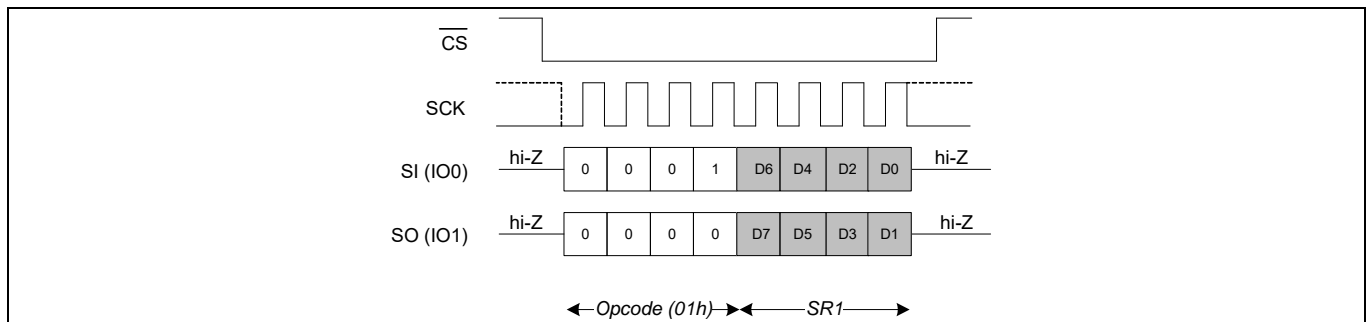 CS
SCK
hi-Z hi-Z
SI (IO0) 0 0 0 1 D6 D4 D2 D0
hi-Z hi-Z
SO (IO1) 0 0 0 0 D7 D5 D3 D1
Opcode (01h) SR1